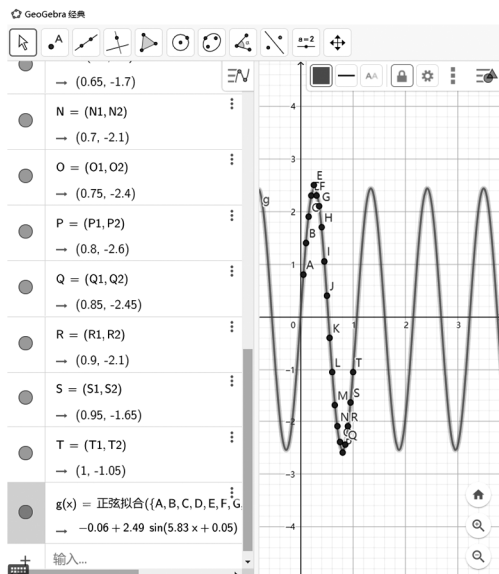 GeoGebra 经典
A
a=2
→ (0.65, -1.7)
N = (N1, N2)
→ (0.7, -2.1)
O = (O1, O2)
→ (0.75, -2.4)
P = (P1, P2)
→ (0.8, -2.6)
Q = (Q1, Q2)
→ (0.85, -2.45)
R = (R1, R2)
→ (0.9, -2.1)
S = (S1, S2)
→ (0.95, -1.65)
T = (T1, T2)
→ (1, -1.05)
g(x) = 正弦拟合({A, B, C, D, E, F, G,
→ −0.06 + 2.49 sin(5.83 x + 0.05)
输入...
AA
4
3
E
F
g
G
2
C
H
B
I
1
A
J
0
1
2
3
K
−1
L
T
M
S
−2
N
R
Q
−3
−4